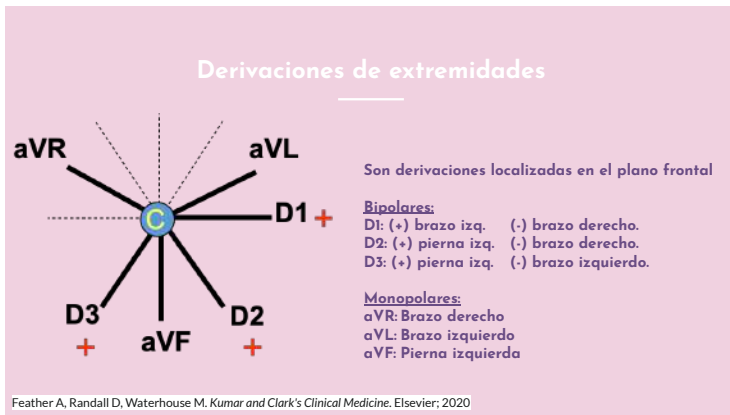 Derivaciones de extremidades
aVR
aVL
C
D1 +
D3
+
aVF
D2
+
Son derivaciones localizadas en el plano frontal
Bipolares:
D1: (+) brazo izq. (-) brazo derecho.
D2: (+) pierna izq. (-) brazo derecho.
D3: (+) pierna izq. (-) brazo izquierdo.
Monopolares:
aVR: Brazo derecho
aVL: Brazo izquierdo
aVF: Pierna izquierda
Feather A, Randall D, Waterhouse M. Kumar and Clark's Clinical Medicine. Elsevier; 2020